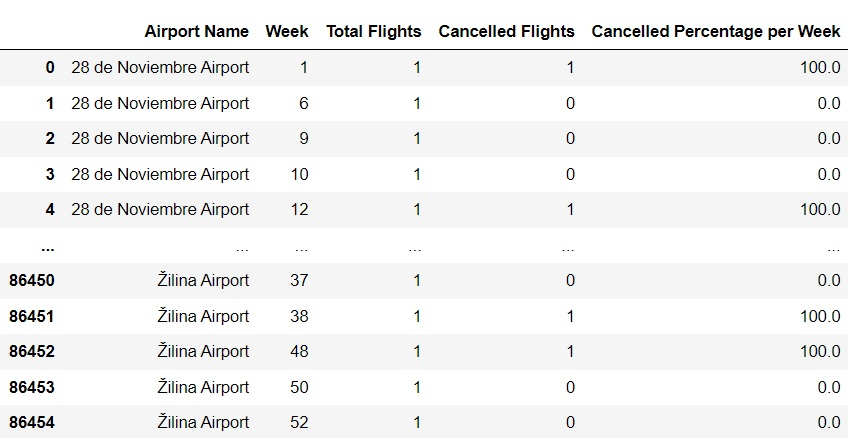 Airport Name Week Total Flights Cancelled Flights Cancelled Percentage per Week
0 28 de Noviembre Airport 1 1 1 100.0
1 28 de Noviembre Airport 6 1 0 0.0
2 28 de Noviembre Airport 9 1 0 0.0
3 28 de Noviembre Airport 10 1 0 0.0
4 28 de Noviembre Airport 12 1 1 100.0
... ... ... ... ... ...
86450 Žilina Airport 37 1 0 0.0
86451 Žilina Airport 38 1 1 100.0
86452 Žilina Airport 48 1 1 100.0
86453 Žilina Airport 50 1 0 0.0
86454 Žilina Airport 52 1 0 0.0